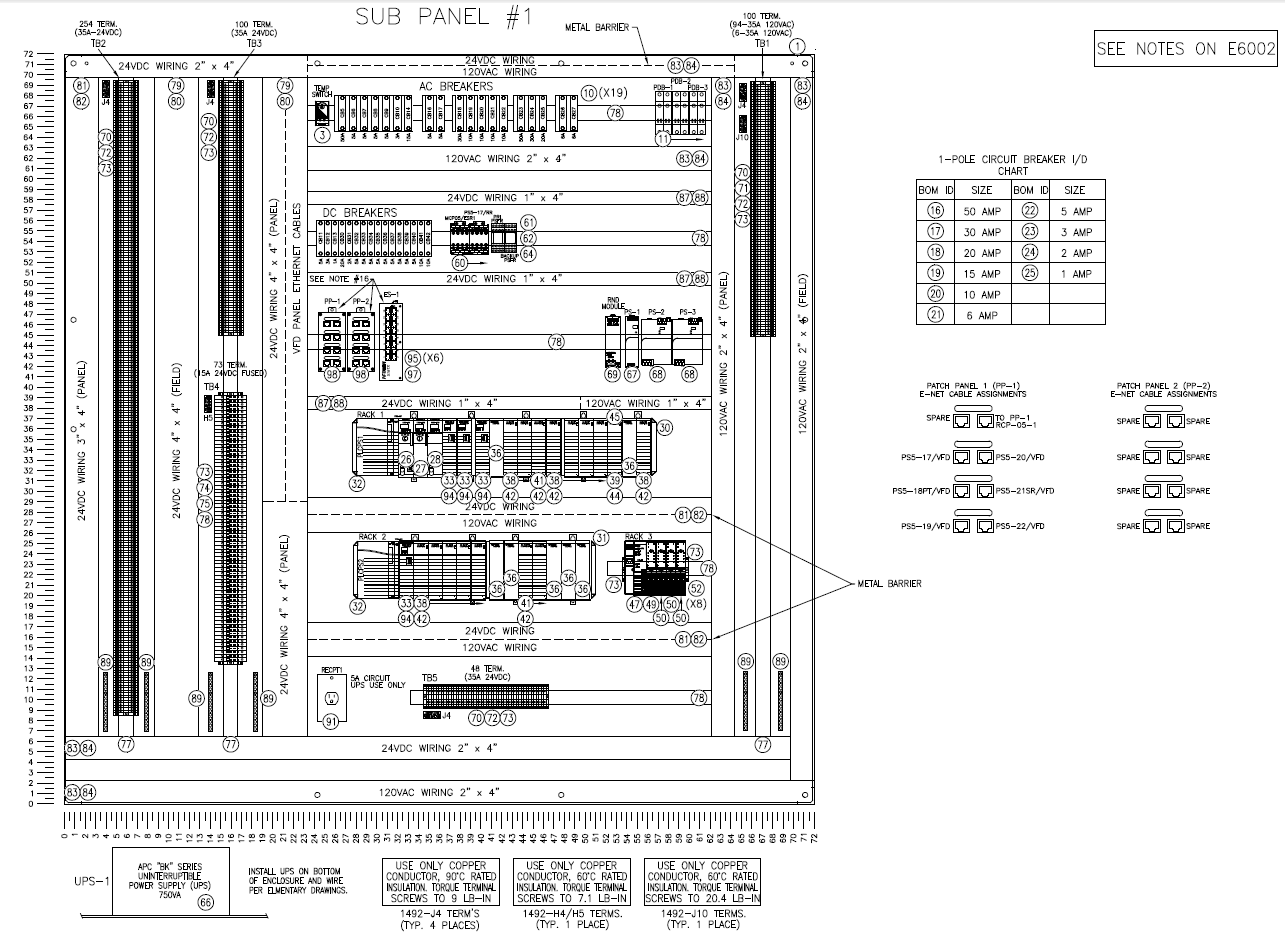 SUB PANEL #1
SEE NOTES ON E6002
254 TERM.
(35A-24VDC)
TB2
100 TERM.
(35A 24VDC)
TB3
METAL BARRIER
100 TERM.
(94-35A 120VAC)
(6-35A 120VAC)
TB1
1
24VDC WIRING 2" x 4"
24VDC WIRING
120VAC WIRING
83 84
81
82
J4
79
80
J4
79
80
TEMP
SWITCH
3
AC BREAKERS
10 (X19)
78
PDB-1
PDB-2
PDB-3
11
83
84
J4
J10
83
84
70
72
73
70
72
73
70
71
72
73
120VAC WIRING 2" x 4"
83 84
24VDC WIRING 1" x 4"
87 88
DC BREAKERS
PS5-17/RR
MCP05/ESR1
61
62
64
60
BACKUP
PSFR
78
SEE NOTE #16
24VDC WIRING 1" x 4"
87 88
PP-1
PP-2
ES-1
98
98
95 (X6)
97
78
RND
MODULE
PS-1
PS-2
PS-3
69
67
68
68
24VDC WIRING 4" x 4" (PANEL)
VFD PANEL ETHERNET CABLES
120VAC WIRING 2" x 4" (PANEL)
120VAC WIRING 2" x 4" (FIELD)
24VDC WIRING 3" x 4" (PANEL)
24VDC WIRING 4" x 4" (FIELD)
24VDC WIRING 4" x 4" (PANEL)
73 TERM.
(15A 24VDC FUSED)
TB4
H5
73
74
75
78
87 88
24VDC WIRING 1" x 4"
120VAC WIRING 1" x 4"
RACK 1
45
30
PLCPS1
26
27
28
36
36
32
33 33 33 38 41 38 39 38
94 94 94 42 42 42 44 42
24VDC WIRING
120VAC WIRING
81 82
RACK 2
31
PLCPS2
32
36
36
36
36
36
33 38
94 42
41
42
RACK 3
73
78
73
52
47 49 50 (X8)
50 50
24VDC WIRING
120VAC WIRING
81 82
METAL BARRIER
89
89
89
89
89
89
77
77
77
RECPT1
5A CIRCUIT
UPS USE ONLY
91
48 TERM.
(35A 24VDC)
TB5
J4
70 72 73
78
83 84
24VDC WIRING 2" x 4"
83 84
120VAC WIRING 2" x 4"
72
71
70
69
68
67
66
65
64
63
62
61
60
59
58
57
56
55
54
53
52
51
50
49
48
47
46
45
44
43
42
41
40
39
38
37
36
35
34
33
32
31
30
29
28
27
26
25
24
23
22
21
20
19
18
17
16
15
14
13
12
11
10
9
8
7
6
5
4
3
2
1
0
0 1 2 3 4 5 6 7 8 9 10 11 12 13 14 15 16 17 18 19 20 21 22 23 24 25 26 27 28 29 30 31 32 33 34 35 36 37 38 39 40 41 42 43 44 45 46 47 48 49 50 51 52 53 54 55 56 57 58 59 60 61 62 63 64 65 66 67 68 69 70 71 72
1-POLE CIRCUIT BREAKER I/D
CHART
BOM ID SIZE BOM ID SIZE
16 50 AMP 22 5 AMP
17 30 AMP 23 3 AMP
18 20 AMP 24 2 AMP
19 15 AMP 25 1 AMP
20 10 AMP
21 6 AMP
PATCH PANEL 1 (PP-1)
E-NET CABLE ASSIGNMENTS
SPARE TO PP-1
RCP-05-1
PS5-17/VFD PS5-20/VFD
PS5-18PT/VFD PS5-21SR/VFD
PS5-19/VFD PS5-22/VFD
PATCH PANEL 2 (PP-2)
E-NET CABLE ASSIGNMENTS
SPARE SPARE
SPARE SPARE
SPARE SPARE
SPARE SPARE
UPS-1
APC "BK" SERIES
UNINTERRUPTIBLE
POWER SUPPLY (UPS)
750VA
66
INSTALL UPS ON BOTTOM
OF ENCLOSURE AND WIRE
PER ELMENTARY DRAWINGS.
USE ONLY COPPER
CONDUCTOR, 90°C RATED
INSULATION. TORQUE TERMINAL
SCREWS TO 9 LB-IN
1492-J4 TERM'S
(TYP. 4 PLACES)
USE ONLY COPPER
CONDUCTOR, 60°C RATED
INSULATION. TORQUE TERMINAL
SCREWS TO 7.1 LB-IN
1492-H4/H5 TERMS.
(TYP. 1 PLACE)
USE ONLY COPPER
CONDUCTOR, 60°C RATED
INSULATION. TORQUE TERMINAL
SCREWS TO 20.4 LB-IN
1492-J10 TERMS.
(TYP. 1 PLACE)